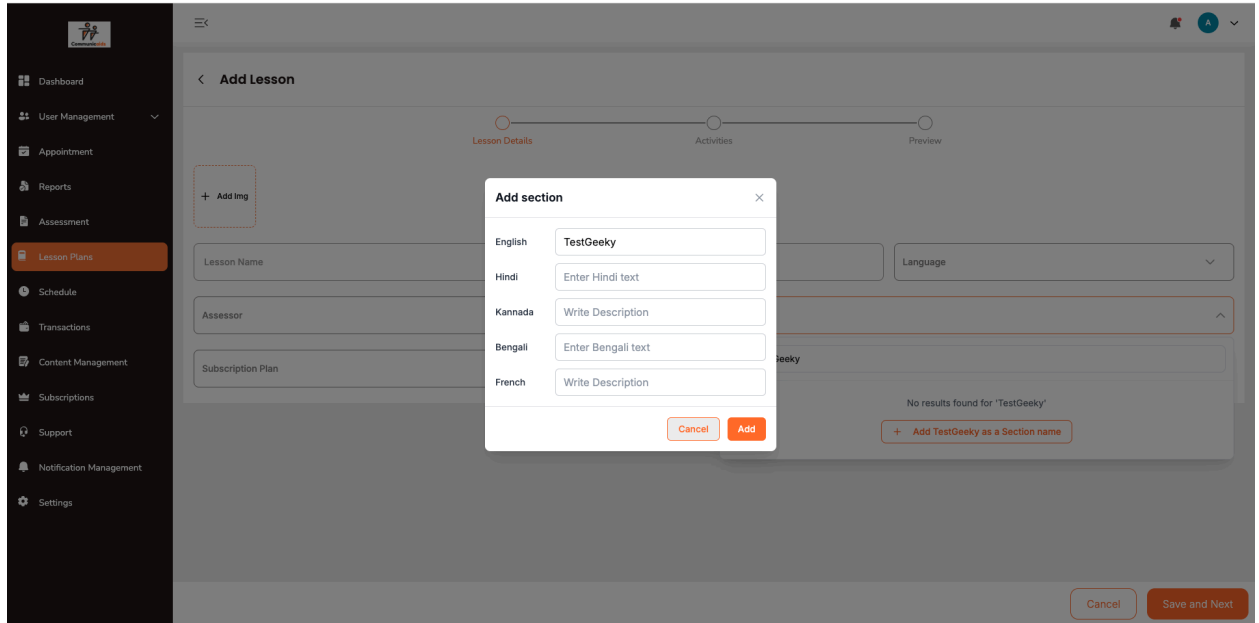 Communicaids
A
Dashboard
User Management
Appointment
Reports
Assessment
Lesson Plans
Schedule
Transactions
Content Management
Subscriptions
Support
Notification Management
Settings
Add Lesson
Lesson Details
Activities
Preview
+ Add Img
Lesson Name
Language
Assessor
Subscription Plan
Geeky
No results found for 'TestGeeky'
+ Add TestGeeky as a Section name
Add section
English
TestGeeky
Hindi
Enter Hindi text
Kannada
Write Description
Bengali
Enter Bengali text
French
Write Description
Cancel
Add
Cancel
Save and Next